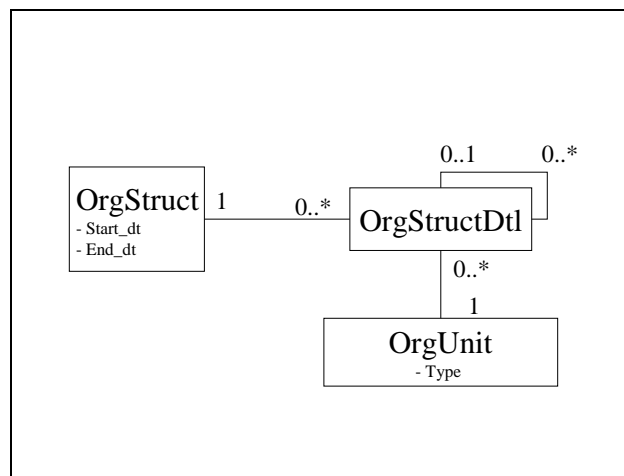 0..1 0..*
OrgStruct
- Start_dt
- End_dt
1
0..*
OrgStructDtl
0..*
1
OrgUnit
- Type